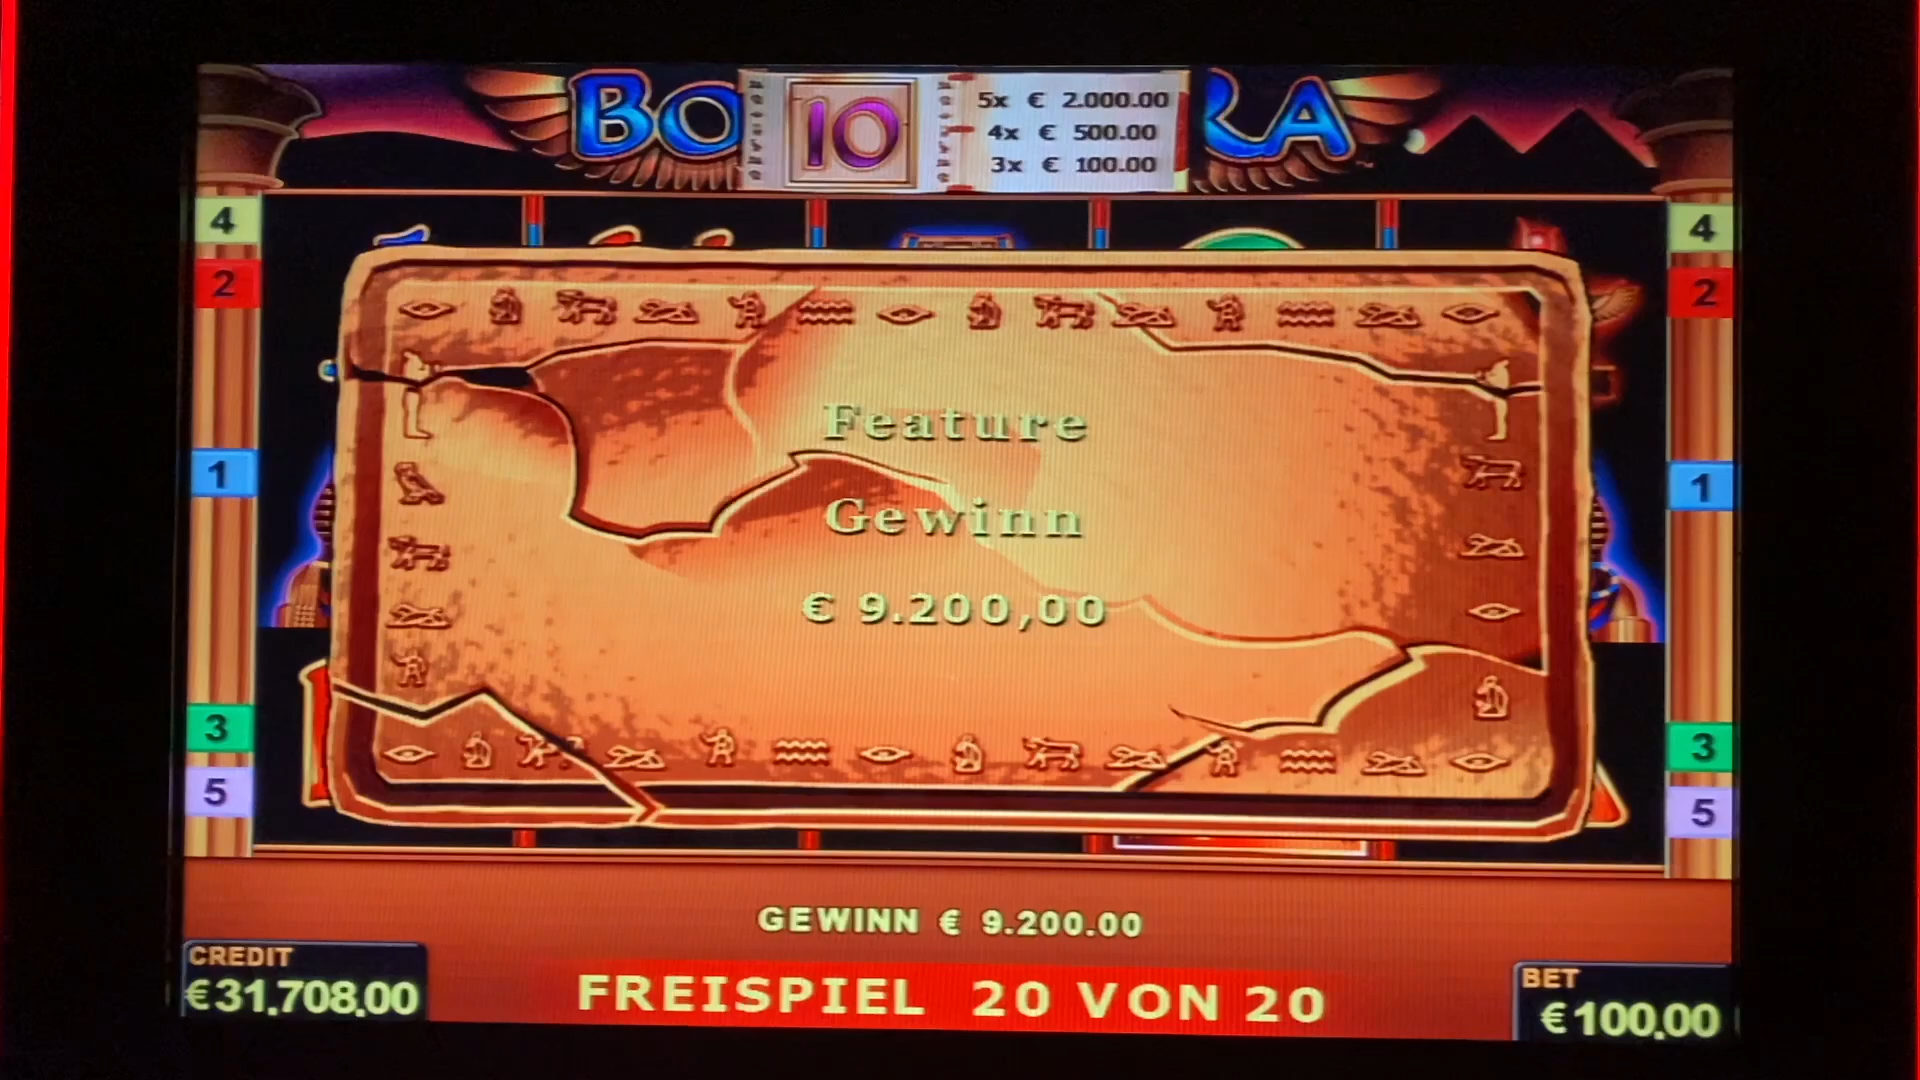 BO
RA
10
5x € 2.000.00
4x € 500.00
3x € 100.00
4
4
2
2
Feature
1
1
Gewinn
€ 9.200,00
3
3
5
5
GEWINN € 9.200.00
CREDIT
€31.708.00
FREISPIEL 20 VON 20
BET
€100.00